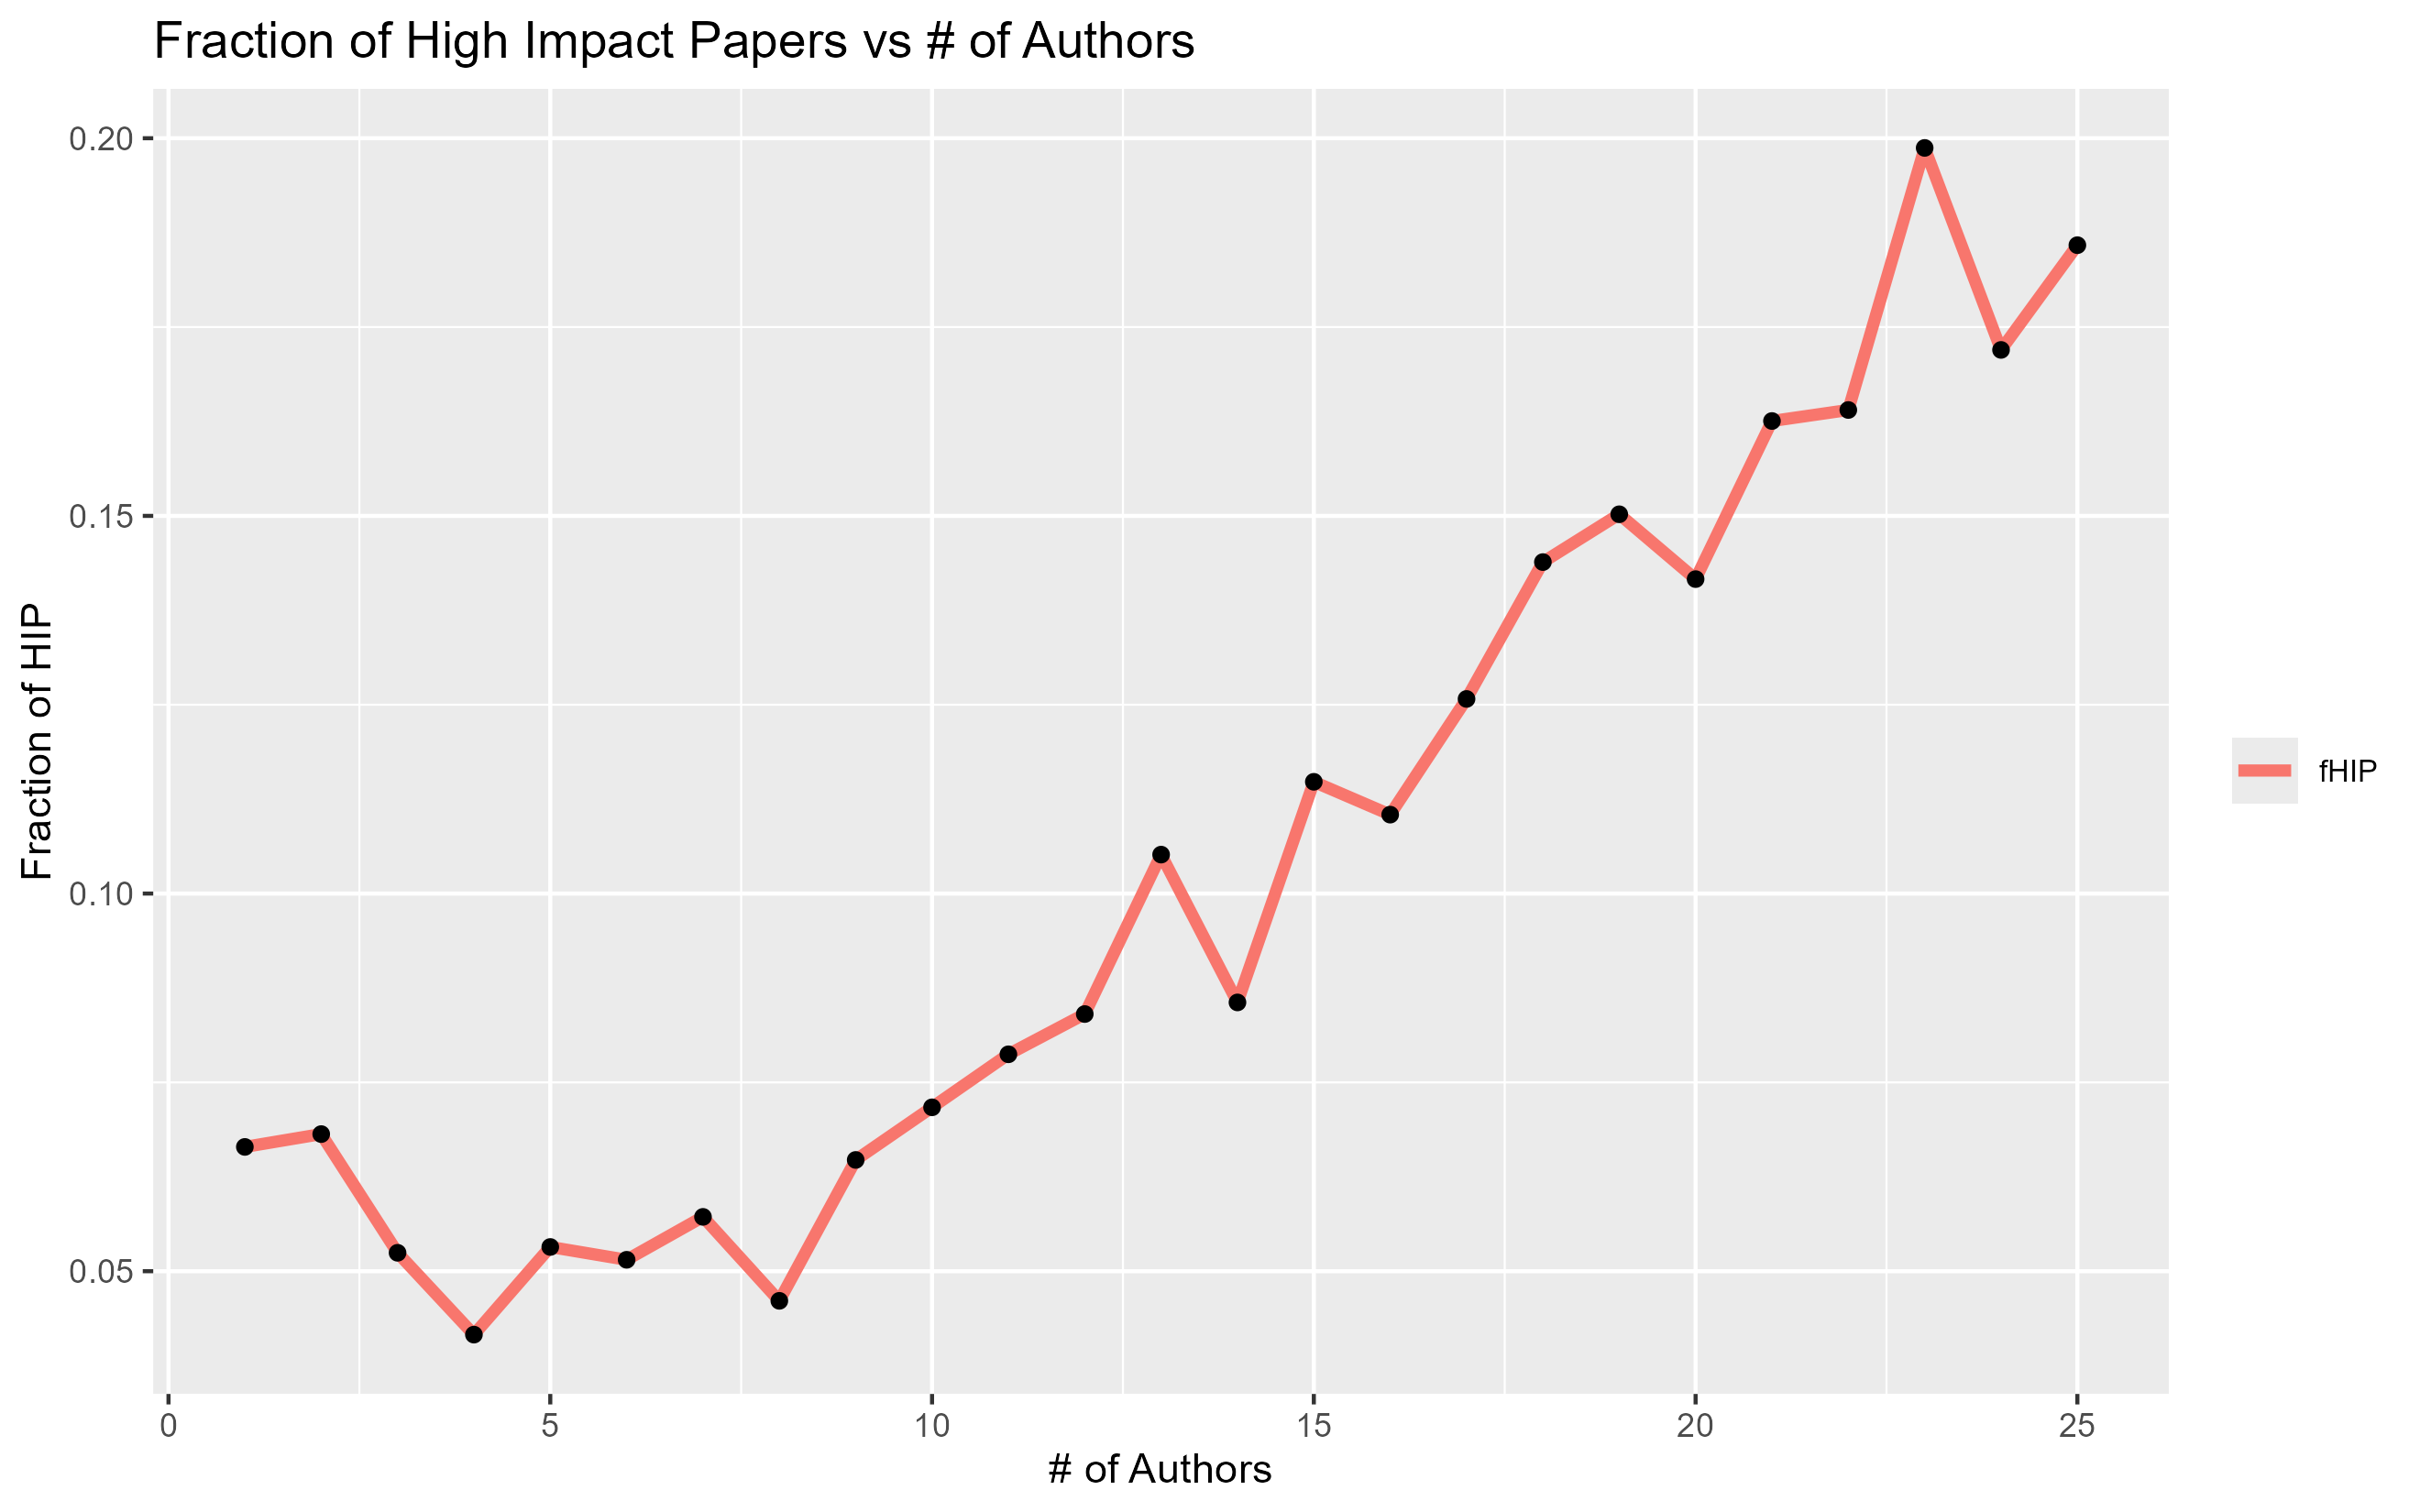 Fraction of High Impact Papers vs # of Authors
Fraction of HIP
0.20
0.15
0.10
0.05
0 5 10 15 20 25
# of Authors
fHIP